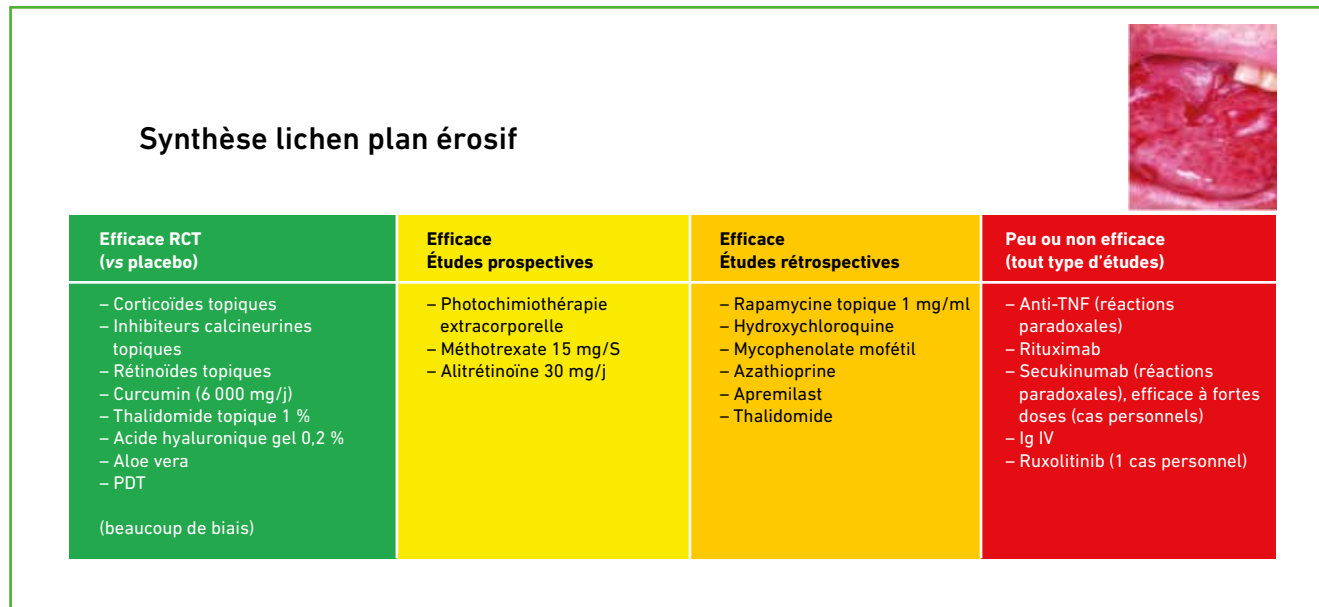 Synthèse lichen plan érosif
Efficace RCT
(vs placebo)
– Corticoïdes topiques
– Inhibiteurs calcineurines
topiques
– Rétinoïdes topiques
– Curcumin (6 000 mg/j)
– Thalidomide topique 1 %
– Acide hyaluronique gel 0,2 %
– Aloe vera
– PDT
(beaucoup de biais)
Efficace
Études prospectives
– Photochimiothérapie
extracorporelle
– Méthotrexate 15 mg/S
– Alitrétinoïne 30 mg/j
Efficace
Études rétrospectives
– Rapamycine topique 1 mg/ml
– Hydroxychloroquine
– Mycophenolate mofétil
– Azathioprine
– Apremilast
– Thalidomide
Peu ou non efficace
(tout type d’études)
– Anti-TNF (réactions
paradoxales)
– Rituximab
– Secukinumab (réactions
paradoxales), efficace à fortes
doses (cas personnels)
– Ig IV
– Ruxolitinib (1 cas personnel)